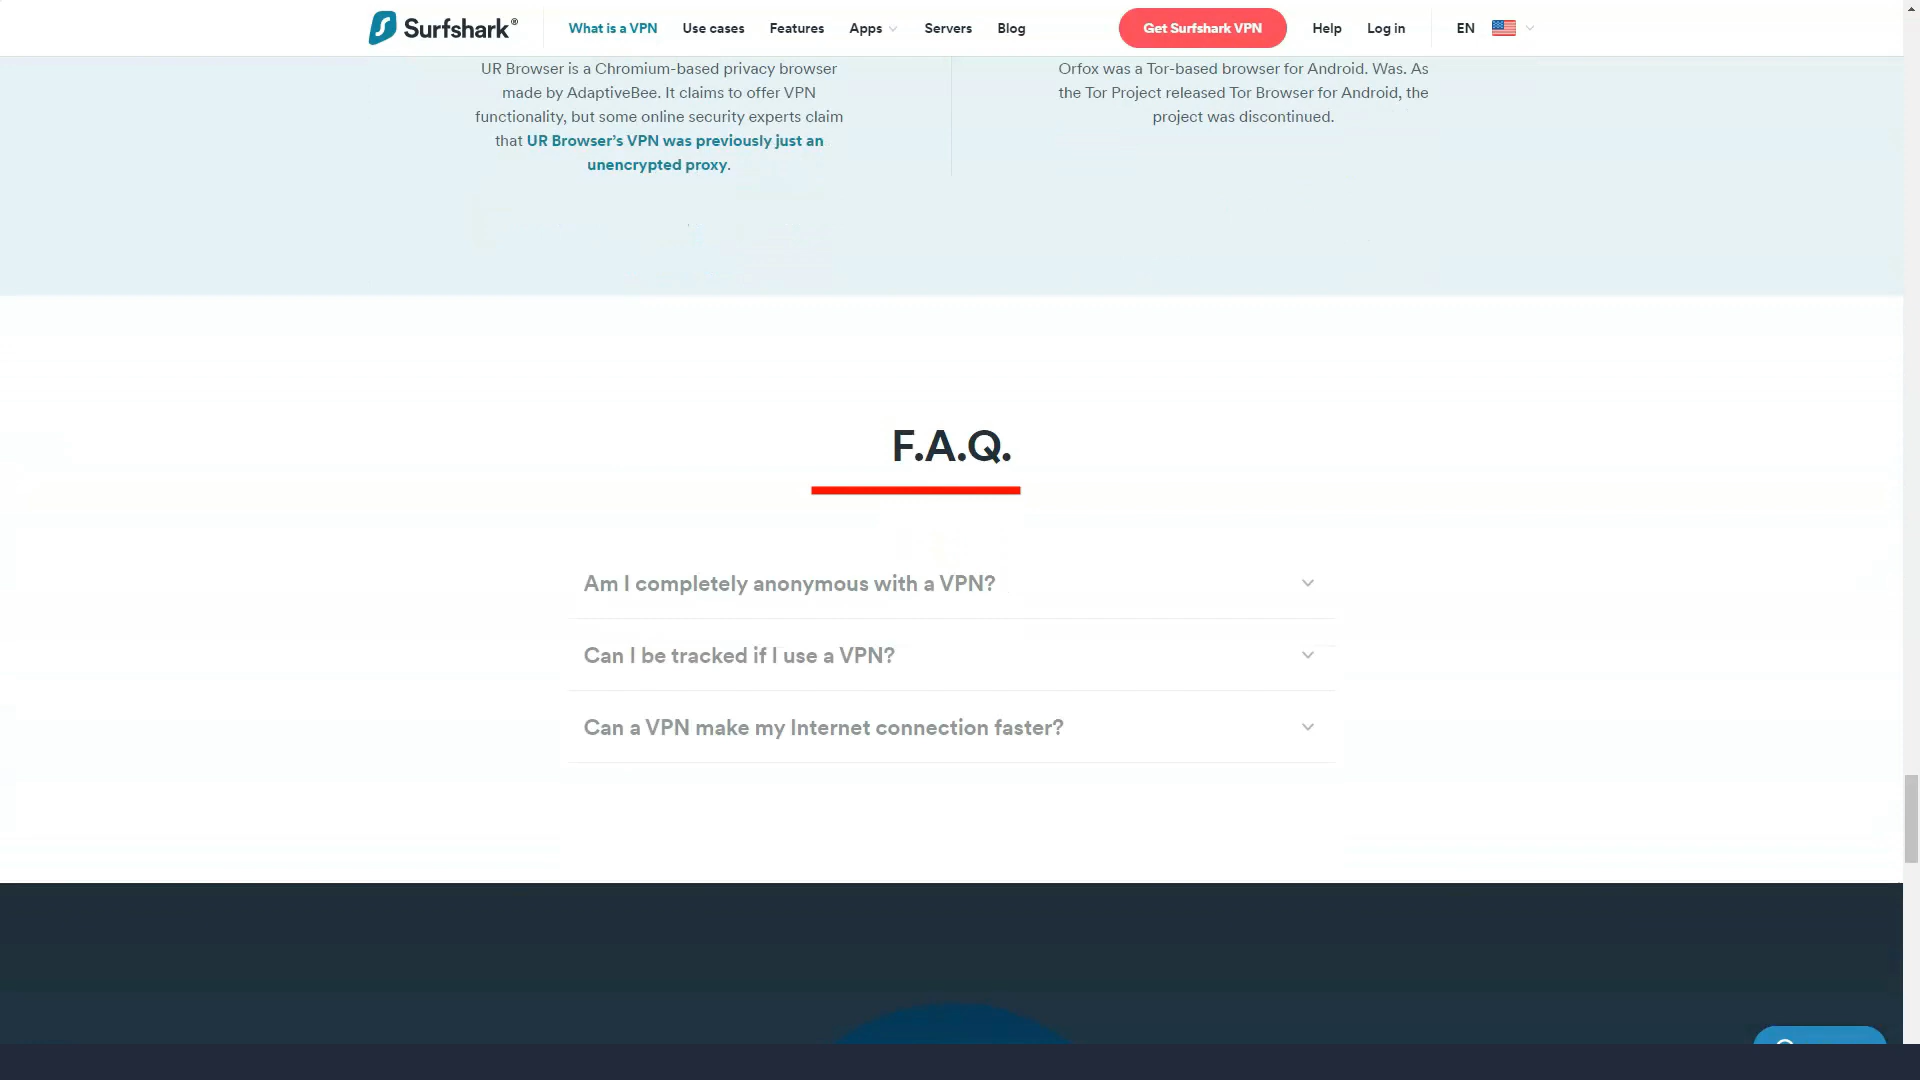 Surfshark®
What is a VPN
Use cases
Features
Apps
Servers
Blog
Get Surfshark VPN
Help
Log in
EN
UR Browser is a Chromium-based privacy browser
made by AdaptiveBee. It claims to offer VPN
functionality, but some online security experts claim
that UR Browser’s VPN was previously just an
unencrypted proxy.
Orfox was a Tor-based browser for Android. Was. As
the Tor Project released Tor Browser for Android, the
project was discontinued.
F.A.Q.
Am I completely anonymous with a VPN?
Can I be tracked if I use a VPN?
Can a VPN make my Internet connection faster?